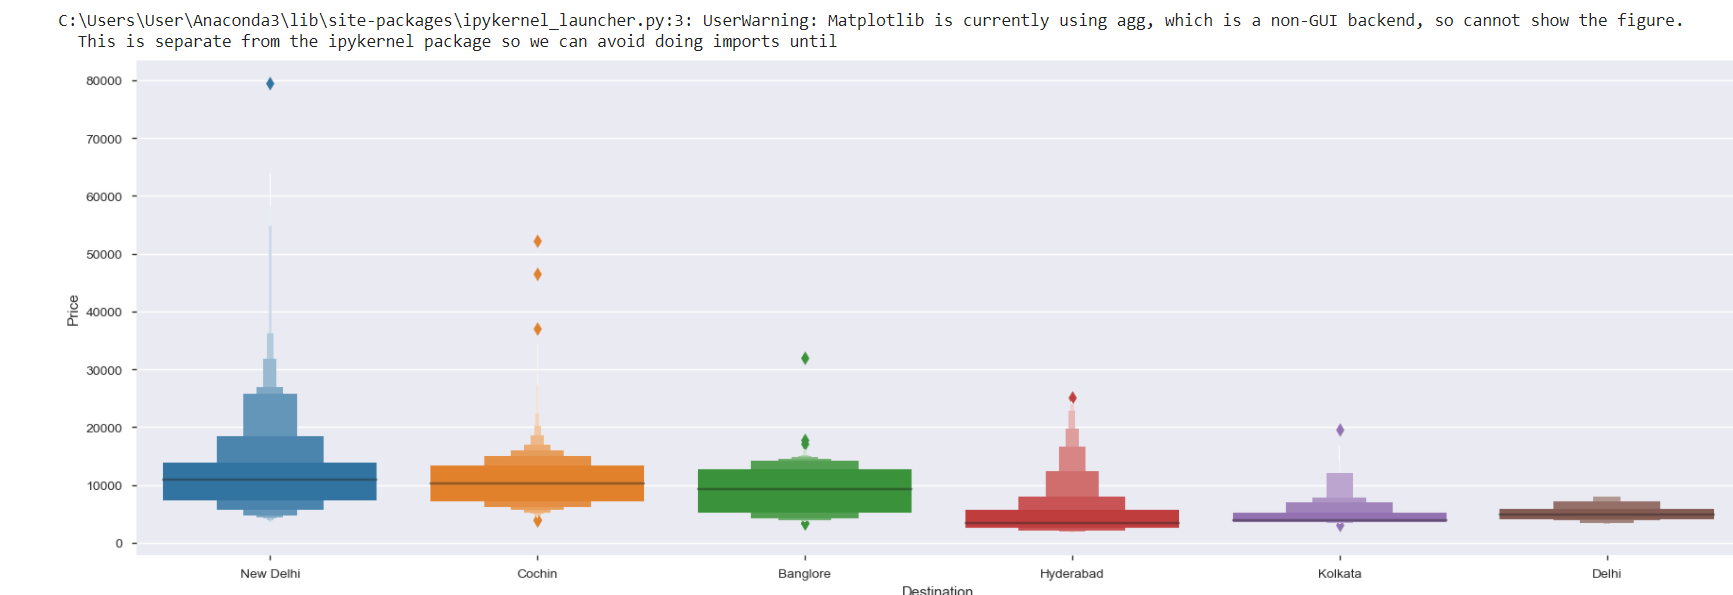 C:\Users\User\Anaconda3\lib\site-packages\ipykernel_launcher.py:3: UserWarning: Matplotlib is currently using agg, which is a non-GUI backend, so cannot show the figure.
This is separate from the ipykernel package so we can avoid doing imports until
80000
70000
60000
50000
40000
30000
20000
10000
0
Price
New Delhi
Cochin
Banglore
Hyderabad
Kolkata
Delhi
Destination